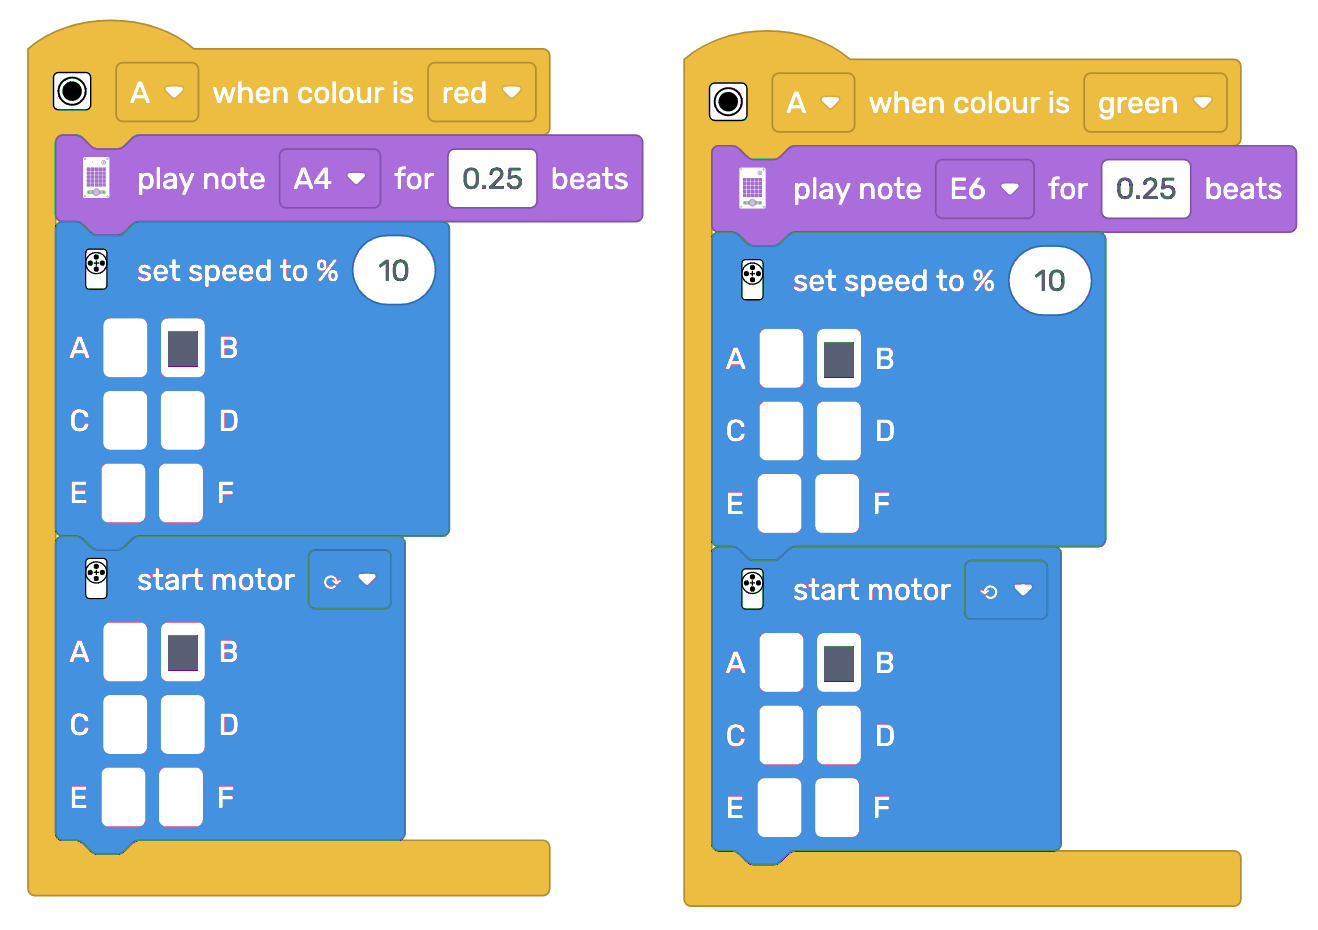 A when colour is red
play note A4 for 0.25 beats
set speed to % 10
A B
C D
E F
start motor ⟳
A B
C D
E F
A when colour is green
play note E6 for 0.25 beats
set speed to % 10
A B
C D
E F
start motor ⟲
A B
C D
E F